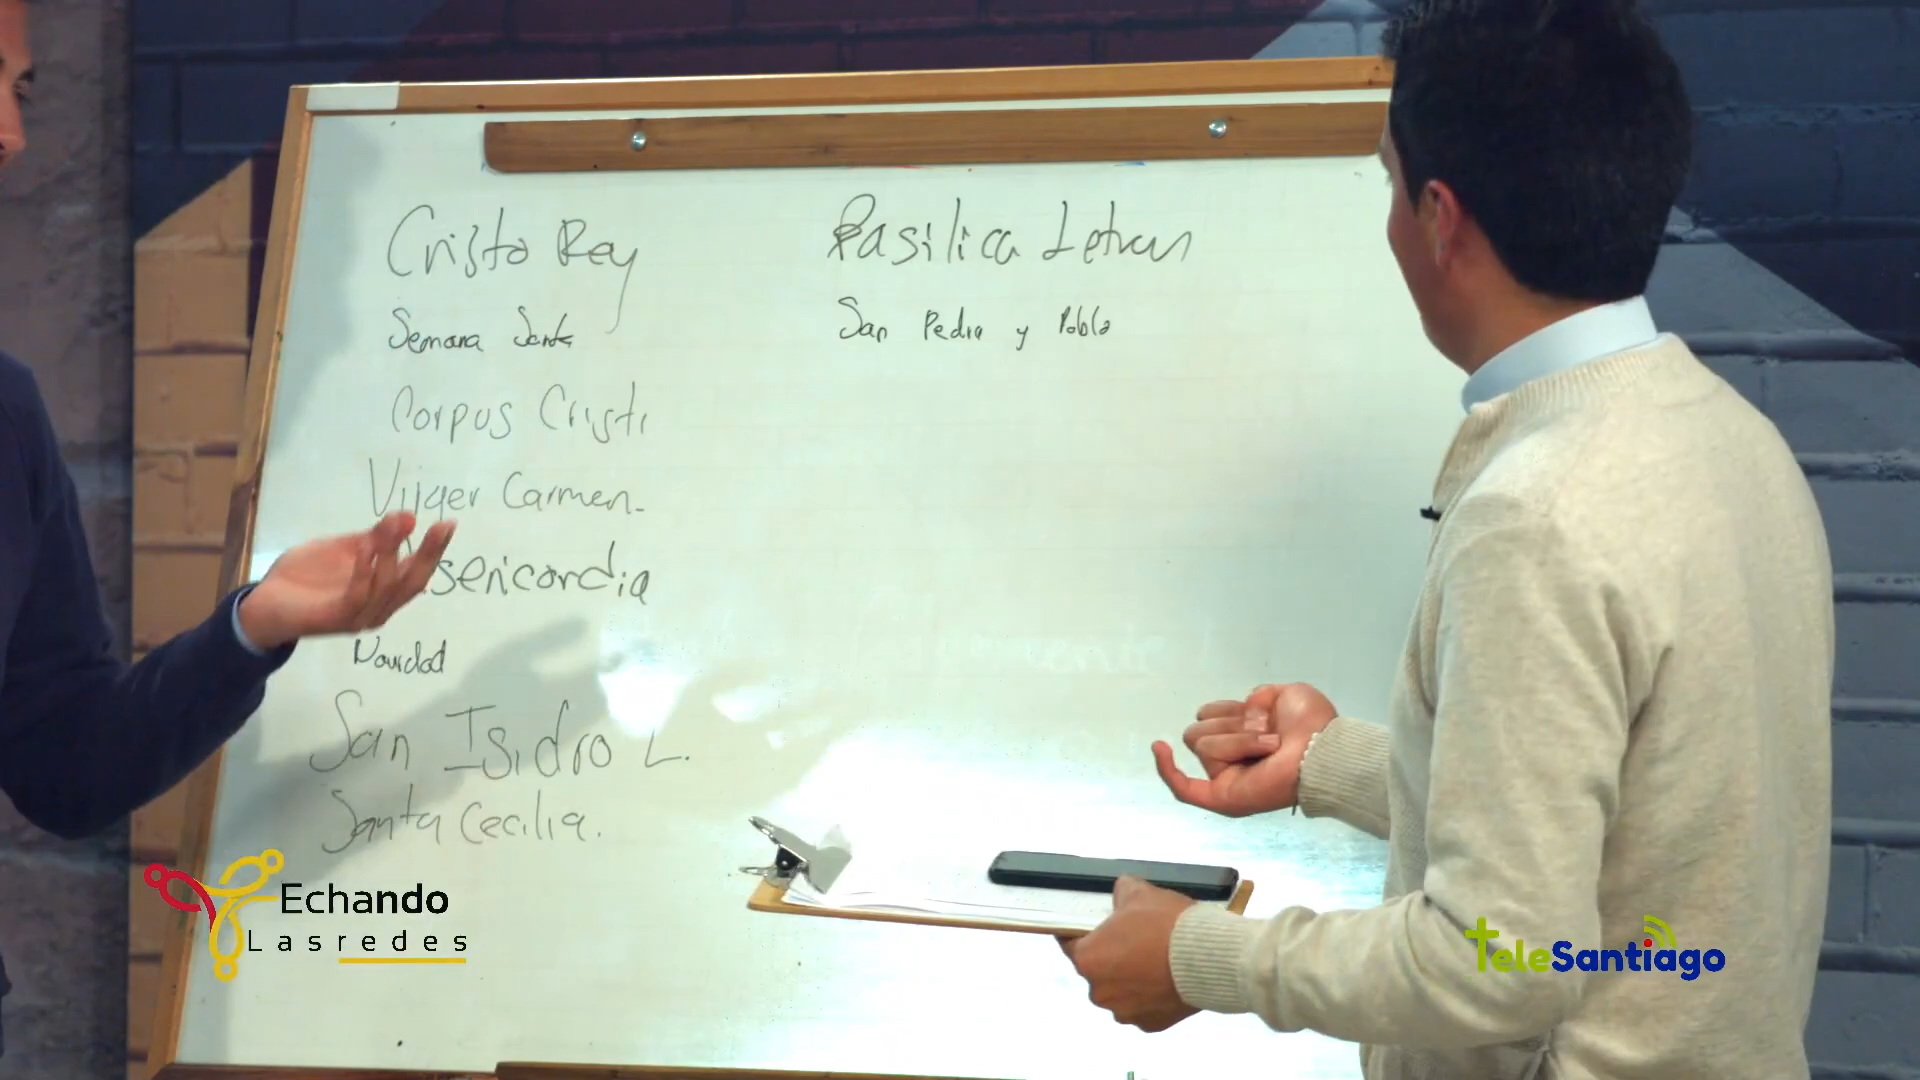 Cristo Rey
Semana Santa
Corpus Cristi
Vijger Carmen.
sericordia
Navidad
San Isidro L.
Santa Cecilia.
Basilica Letran
San Pedro y Pablo
Echando
Lasredes
teleSantiago